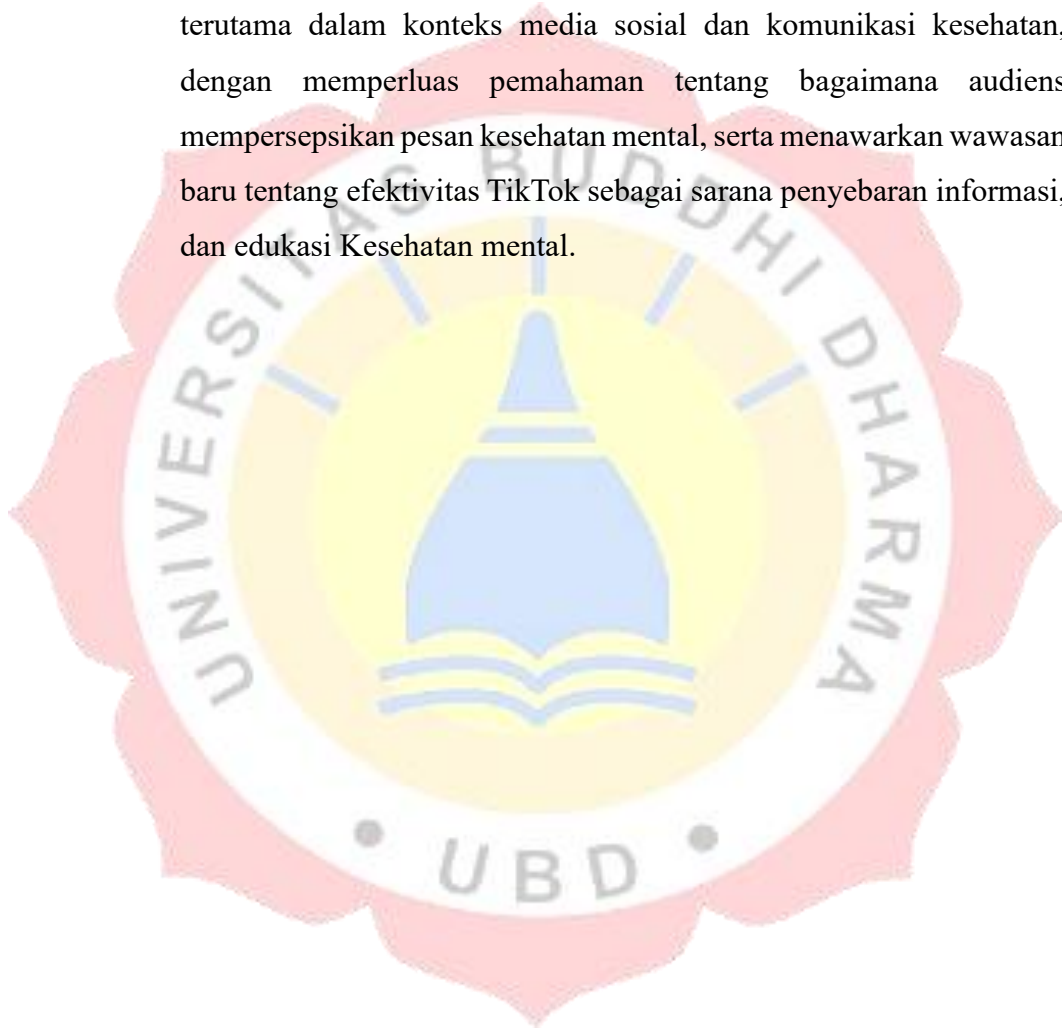 terutama dalam konteks media sosial dan komunikasi kesehatan,
dengan memperluas pemahaman tentang bagaimana audiens
mempersepsikan pesan kesehatan mental, serta menawarkan wawasan
baru tentang efektivitas TikTok sebagai sarana penyebaran informasi,
dan edukasi Kesehatan mental.
UNIVERSITAS BUDDHI DHARMA
• UBD •